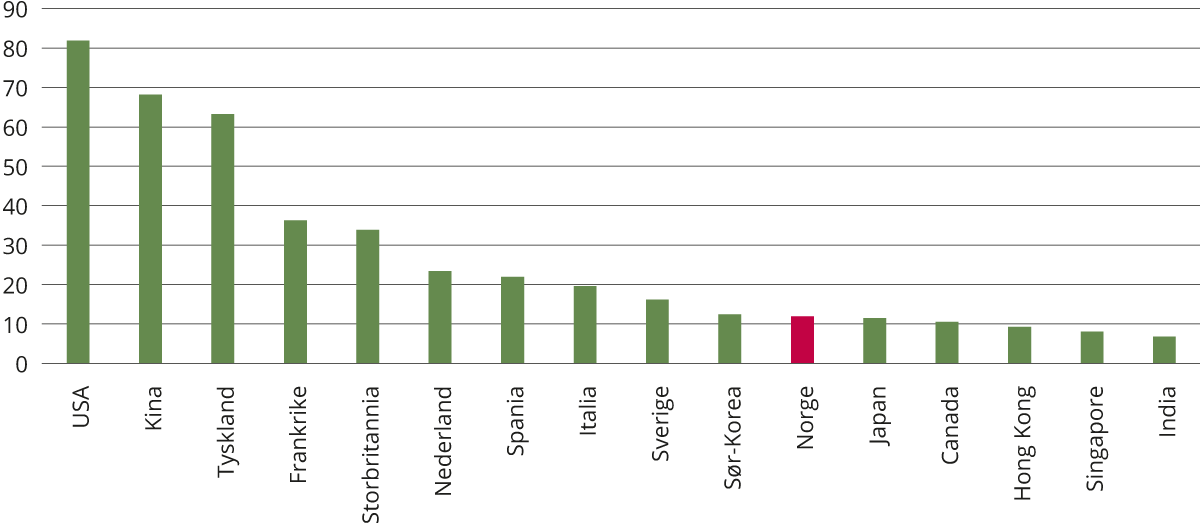 90
80
70
60
50
40
30
20
10
0
USA
Kina
Tyskland
Frankrike
Storbritannia
Nederland
Spania
Italia
Sverige
Sør-Korea
Norge
Japan
Canada
Hong Kong
Singapore
India